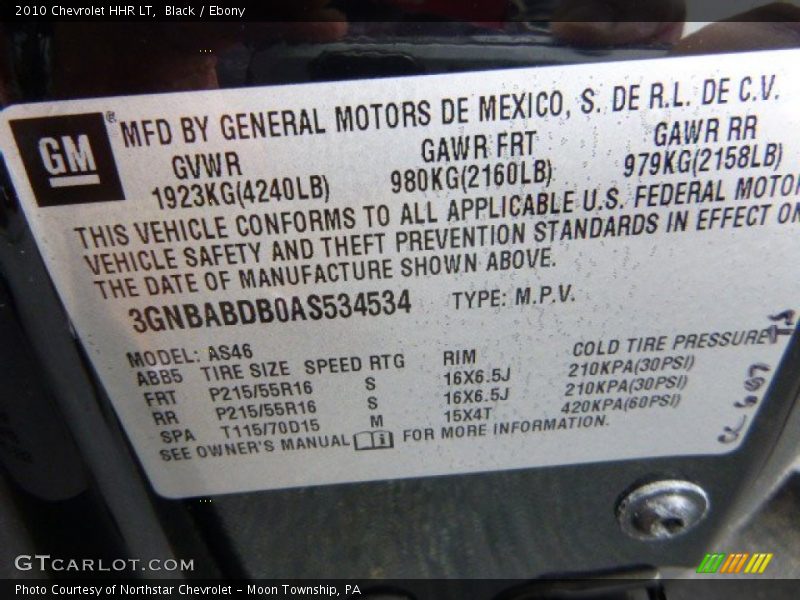 2010 Chevrolet HHR LT,  Black / Ebony
GM® MFD BY GENERAL MOTORS DE MEXICO, S. DE R.L. DE C.V.
GVWR GAWR FRT GAWR RR
1923KG(4240LB) 980KG(2160LB) 979KG(2158LB)
THIS VEHICLE CONFORMS TO ALL APPLICABLE U.S. FEDERAL MOTOR
VEHICLE SAFETY AND THEFT PREVENTION STANDARDS IN EFFECT ON
THE DATE OF MANUFACTURE SHOWN ABOVE.
3GNBABDB0AS534534 TYPE: M.P.V.
MODEL: AS46
ABB5 TIRE SIZE SPEED RTG RIM COLD TIRE PRESSURE
FRT P215/55R16 S 16X6.5J 210KPA(30PSI)
RR P215/55R16 S 16X6.5J 210KPA(30PSI)
SPA T115/70D15 M 15X4T 420KPA(60PSI)
SEE OWNER'S MANUAL FOR MORE INFORMATION.
GTCARLOT.COM
Photo Courtesy of Northstar Chevrolet – Moon Township, PA